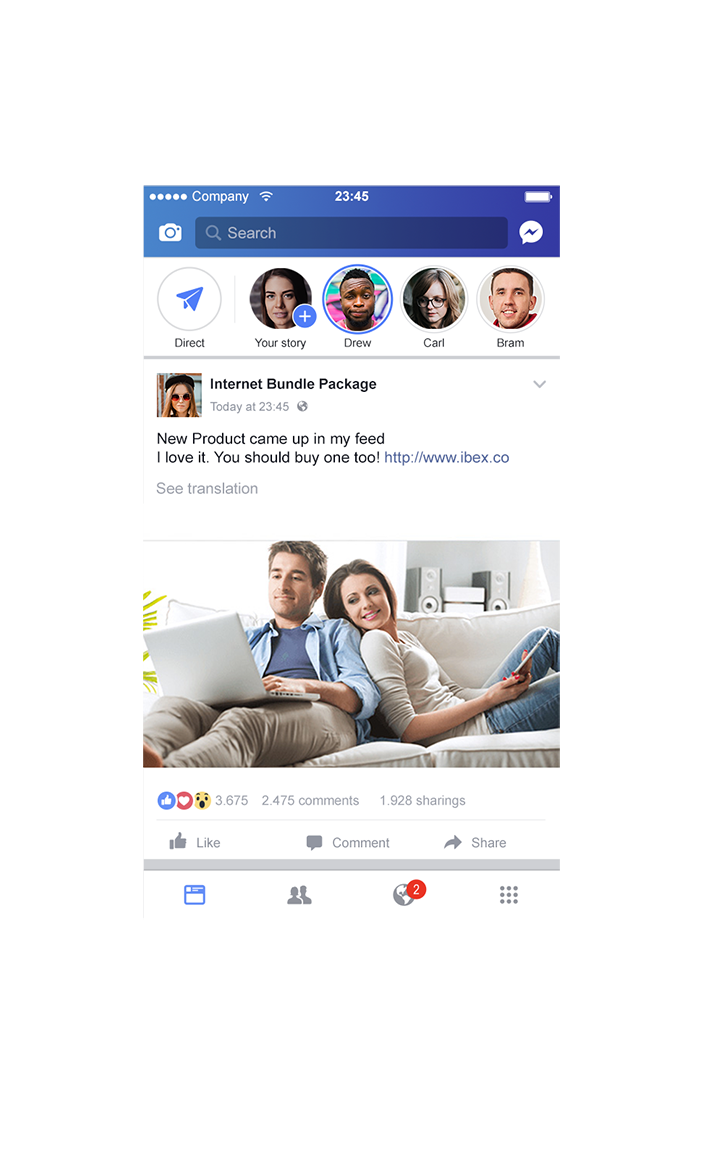 Company
23:45
Search
Direct
Your story
Drew
Carl
Bram
Internet Bundle Package
Today at 23:45
New Product came up in my feed
I love it. You should buy one too! http://www.ibex.co
See translation
3.675 2.475 comments 1.928 sharings
Like
Comment
Share
2